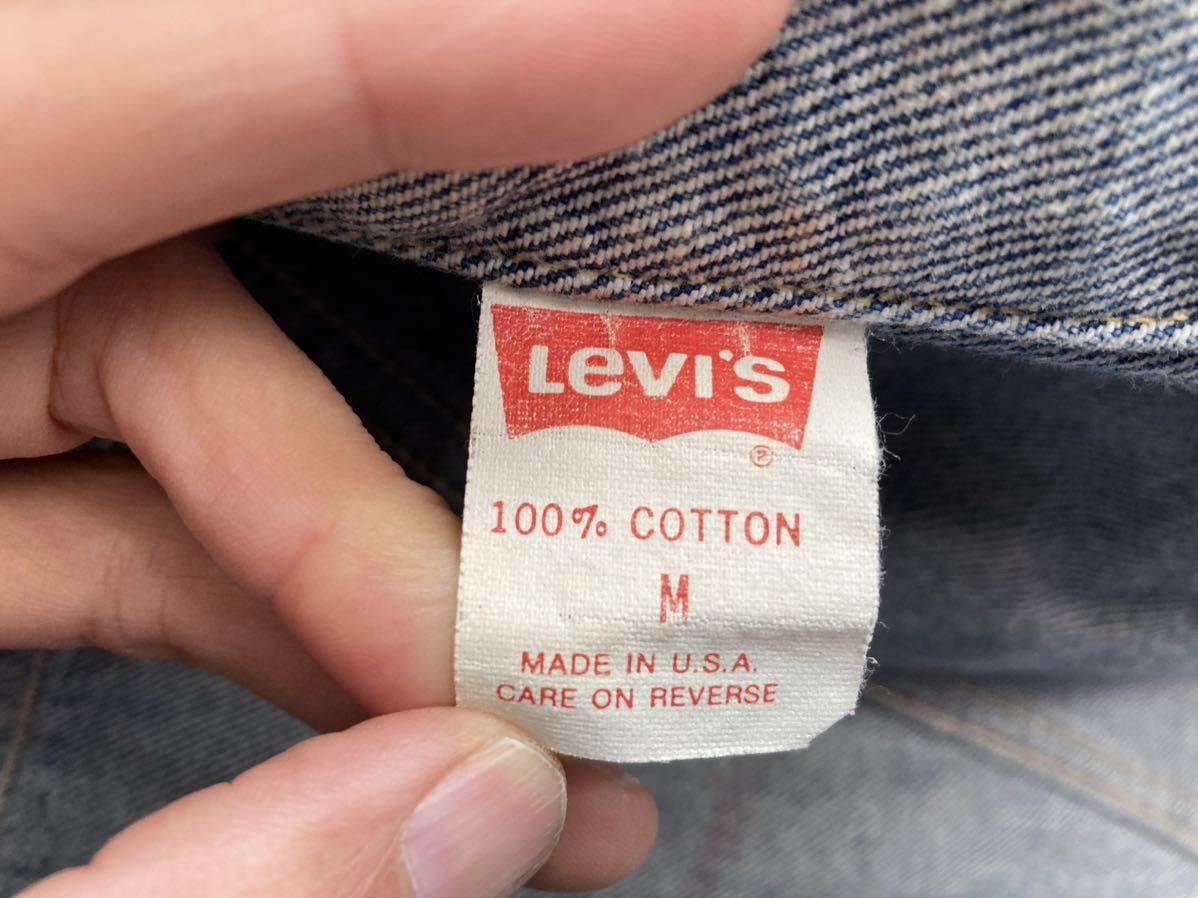 Levi's
®
100% COTTON
M
MADE IN U.S.A.
CARE ON REVERSE